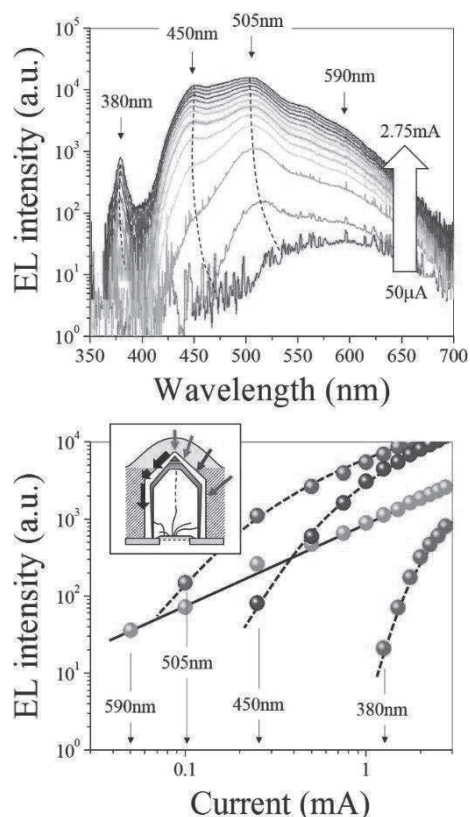 EL intensity (a.u.)
10^5
10^4
10^3
10^2
10^1
10^0
380nm
450nm
505nm
590nm
2.75mA
50μA
350
400
450
500
550
600
650
700
Wavelength (nm)
EL intensity (a.u.)
10^4
10^3
10^2
10^1
10^0
590nm
505nm
450nm
380nm
0.1
1
Current (mA)